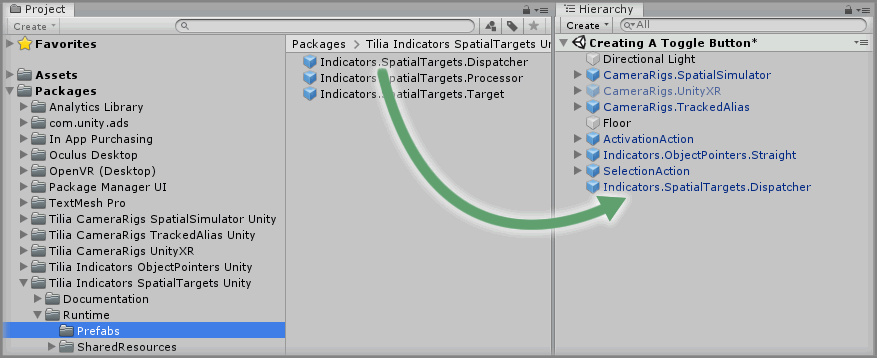 Project
Create
Favorites
Assets
Packages
Analytics Library
com.unity.ads
In App Purchasing
Oculus Desktop
OpenVR (Desktop)
Package Manager UI
TextMesh Pro
Tilia CameraRigs SpatialSimulator Unity
Tilia CameraRigs TrackedAlias Unity
Tilia CameraRigs UnityXR
Tilia Indicators ObjectPointers Unity
Tilia Indicators SpatialTargets Unity
Documentation
Runtime
Prefabs
SharedResources
Packages > Tilia Indicators SpatialTargets Un
Indicators.SpatialTargets.Dispatcher
Indicators.SpatialTargets.Processor
Indicators.SpatialTargets.Target
Hierarchy
Create
All
Creating A Toggle Button*
Directional Light
CameraRigs.SpatialSimulator
CameraRigs.UnityXR
CameraRigs.TrackedAlias
Floor
ActivationAction
Indicators.ObjectPointers.Straight
SelectionAction
Indicators.SpatialTargets.Dispatcher